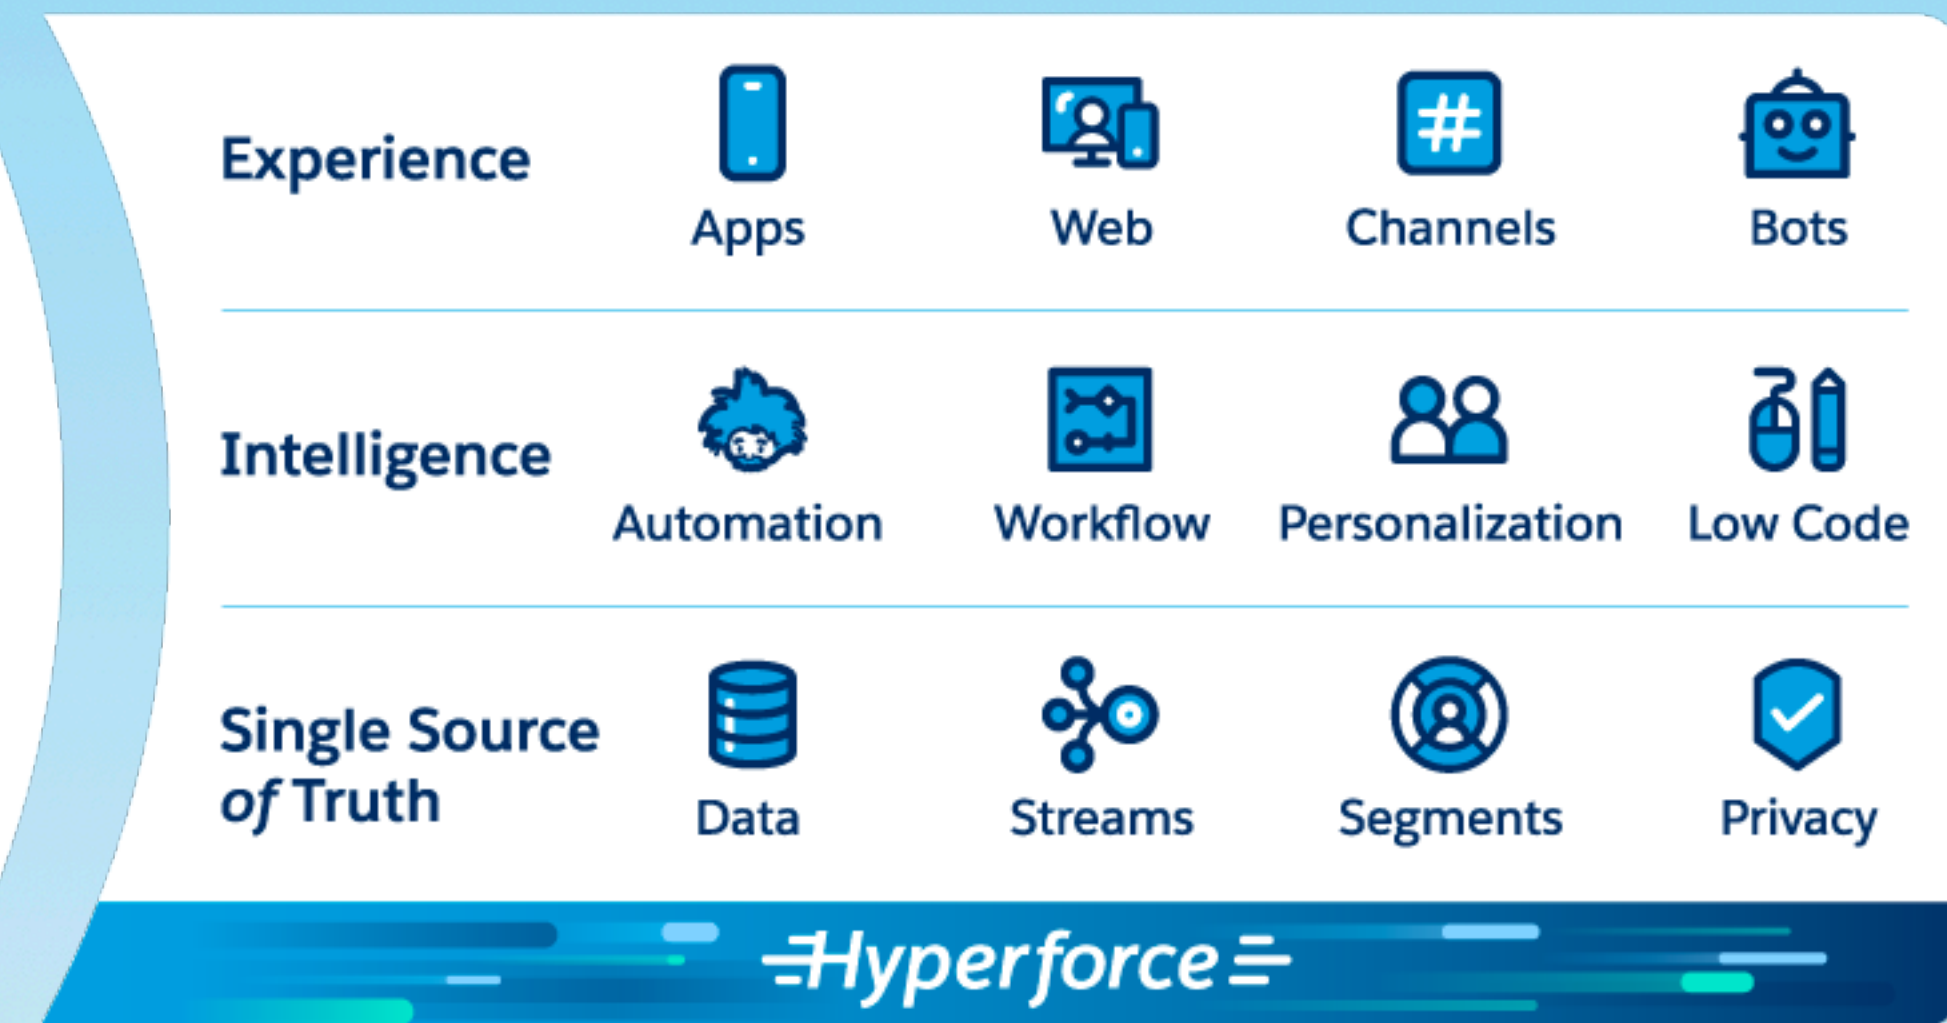 Experience
Apps
Web
#
Channels
Bots
Intelligence
Automation
Workflow
Personalization
Low Code
Single Source
of Truth
Data
Streams
Segments
Privacy
Hyperforce